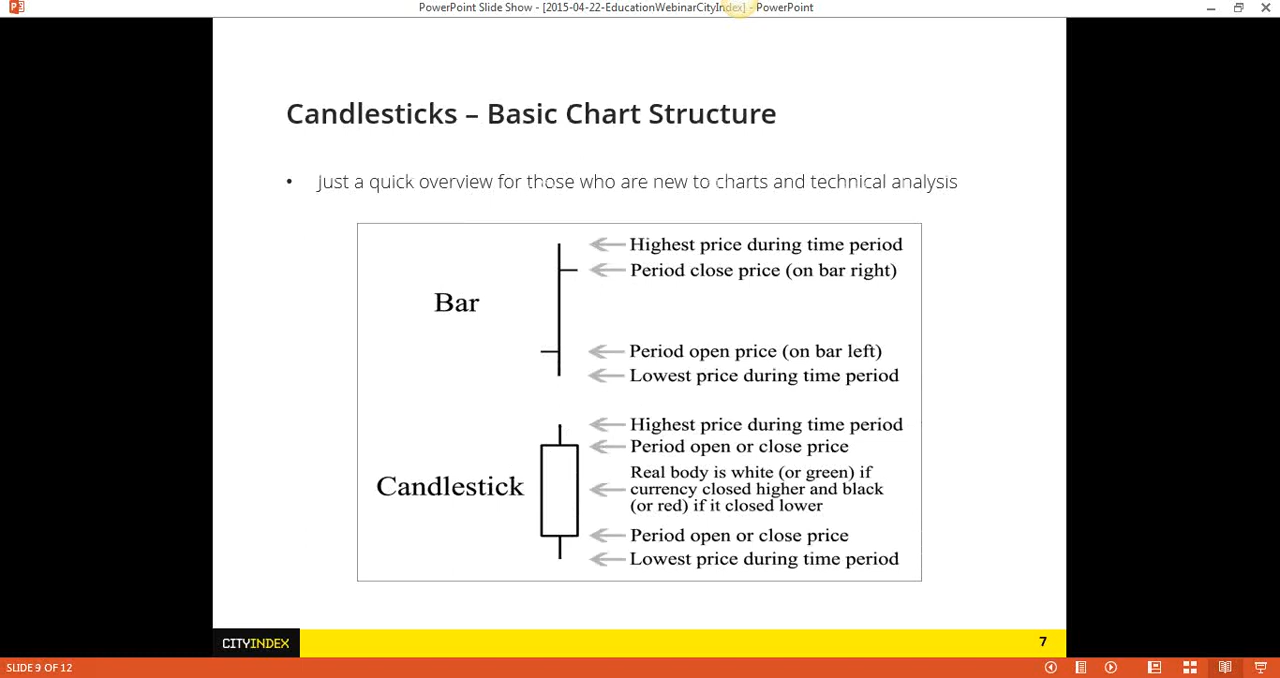 PowerPoint Slide Show - [2015-04-22-EducationWebinarCityIndex] - PowerPoint
Candlesticks – Basic Chart Structure
• Just a quick overview for those who are new to charts and technical analysis
Highest price during time period
Period close price (on bar right)
Bar
Period open price (on bar left)
Lowest price during time period
Highest price during time period
Period open or close price
Real body is white (or green) if
currency closed higher and black
(or red) if it closed lower
Candlestick
Period open or close price
Lowest price during time period
CITYINDEX
7
SLIDE 9 OF 12